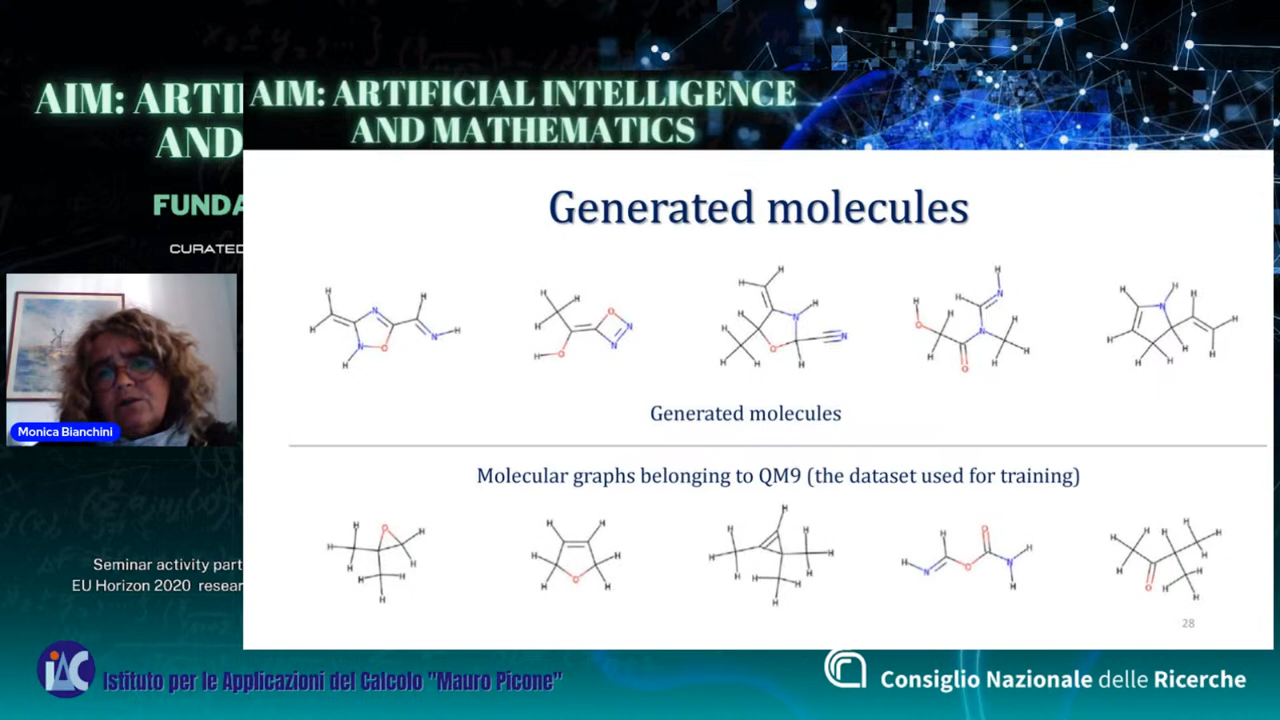 AIM: ARTI
AND
FUNDA
CURATED
AIM: ARTIFICIAL INTELLIGENCE
AND MATHEMATICS
Generated molecules
Generated molecules
Molecular graphs belonging to QM9 (the dataset used for training)
28
Monica Bianchini
Seminar activity part
EU Horizon 2020 resear
IAC
Istituto per le Applicazioni del Calcolo "Mauro Picone"
Consiglio Nazionale delle Ricerche